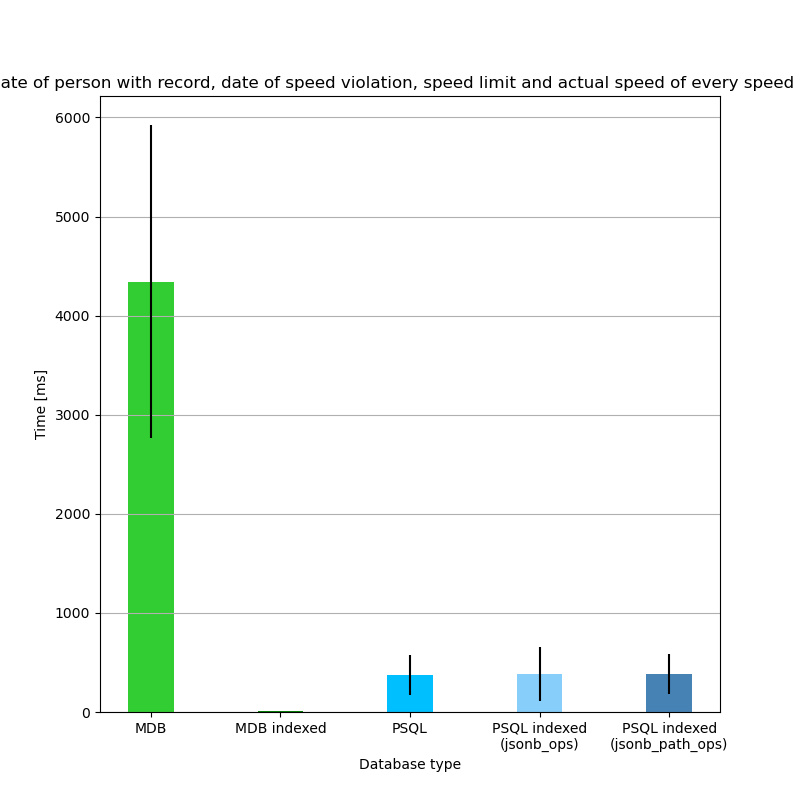 ate of person with record, date of speed violation, speed limit and actual speed of every speed
6000
5000
4000
3000
2000
1000
0
Time [ms]
MDB
MDB indexed
PSQL
PSQL indexed
(jsonb_ops)
PSQL indexed
(jsonb_path_ops)
Database type